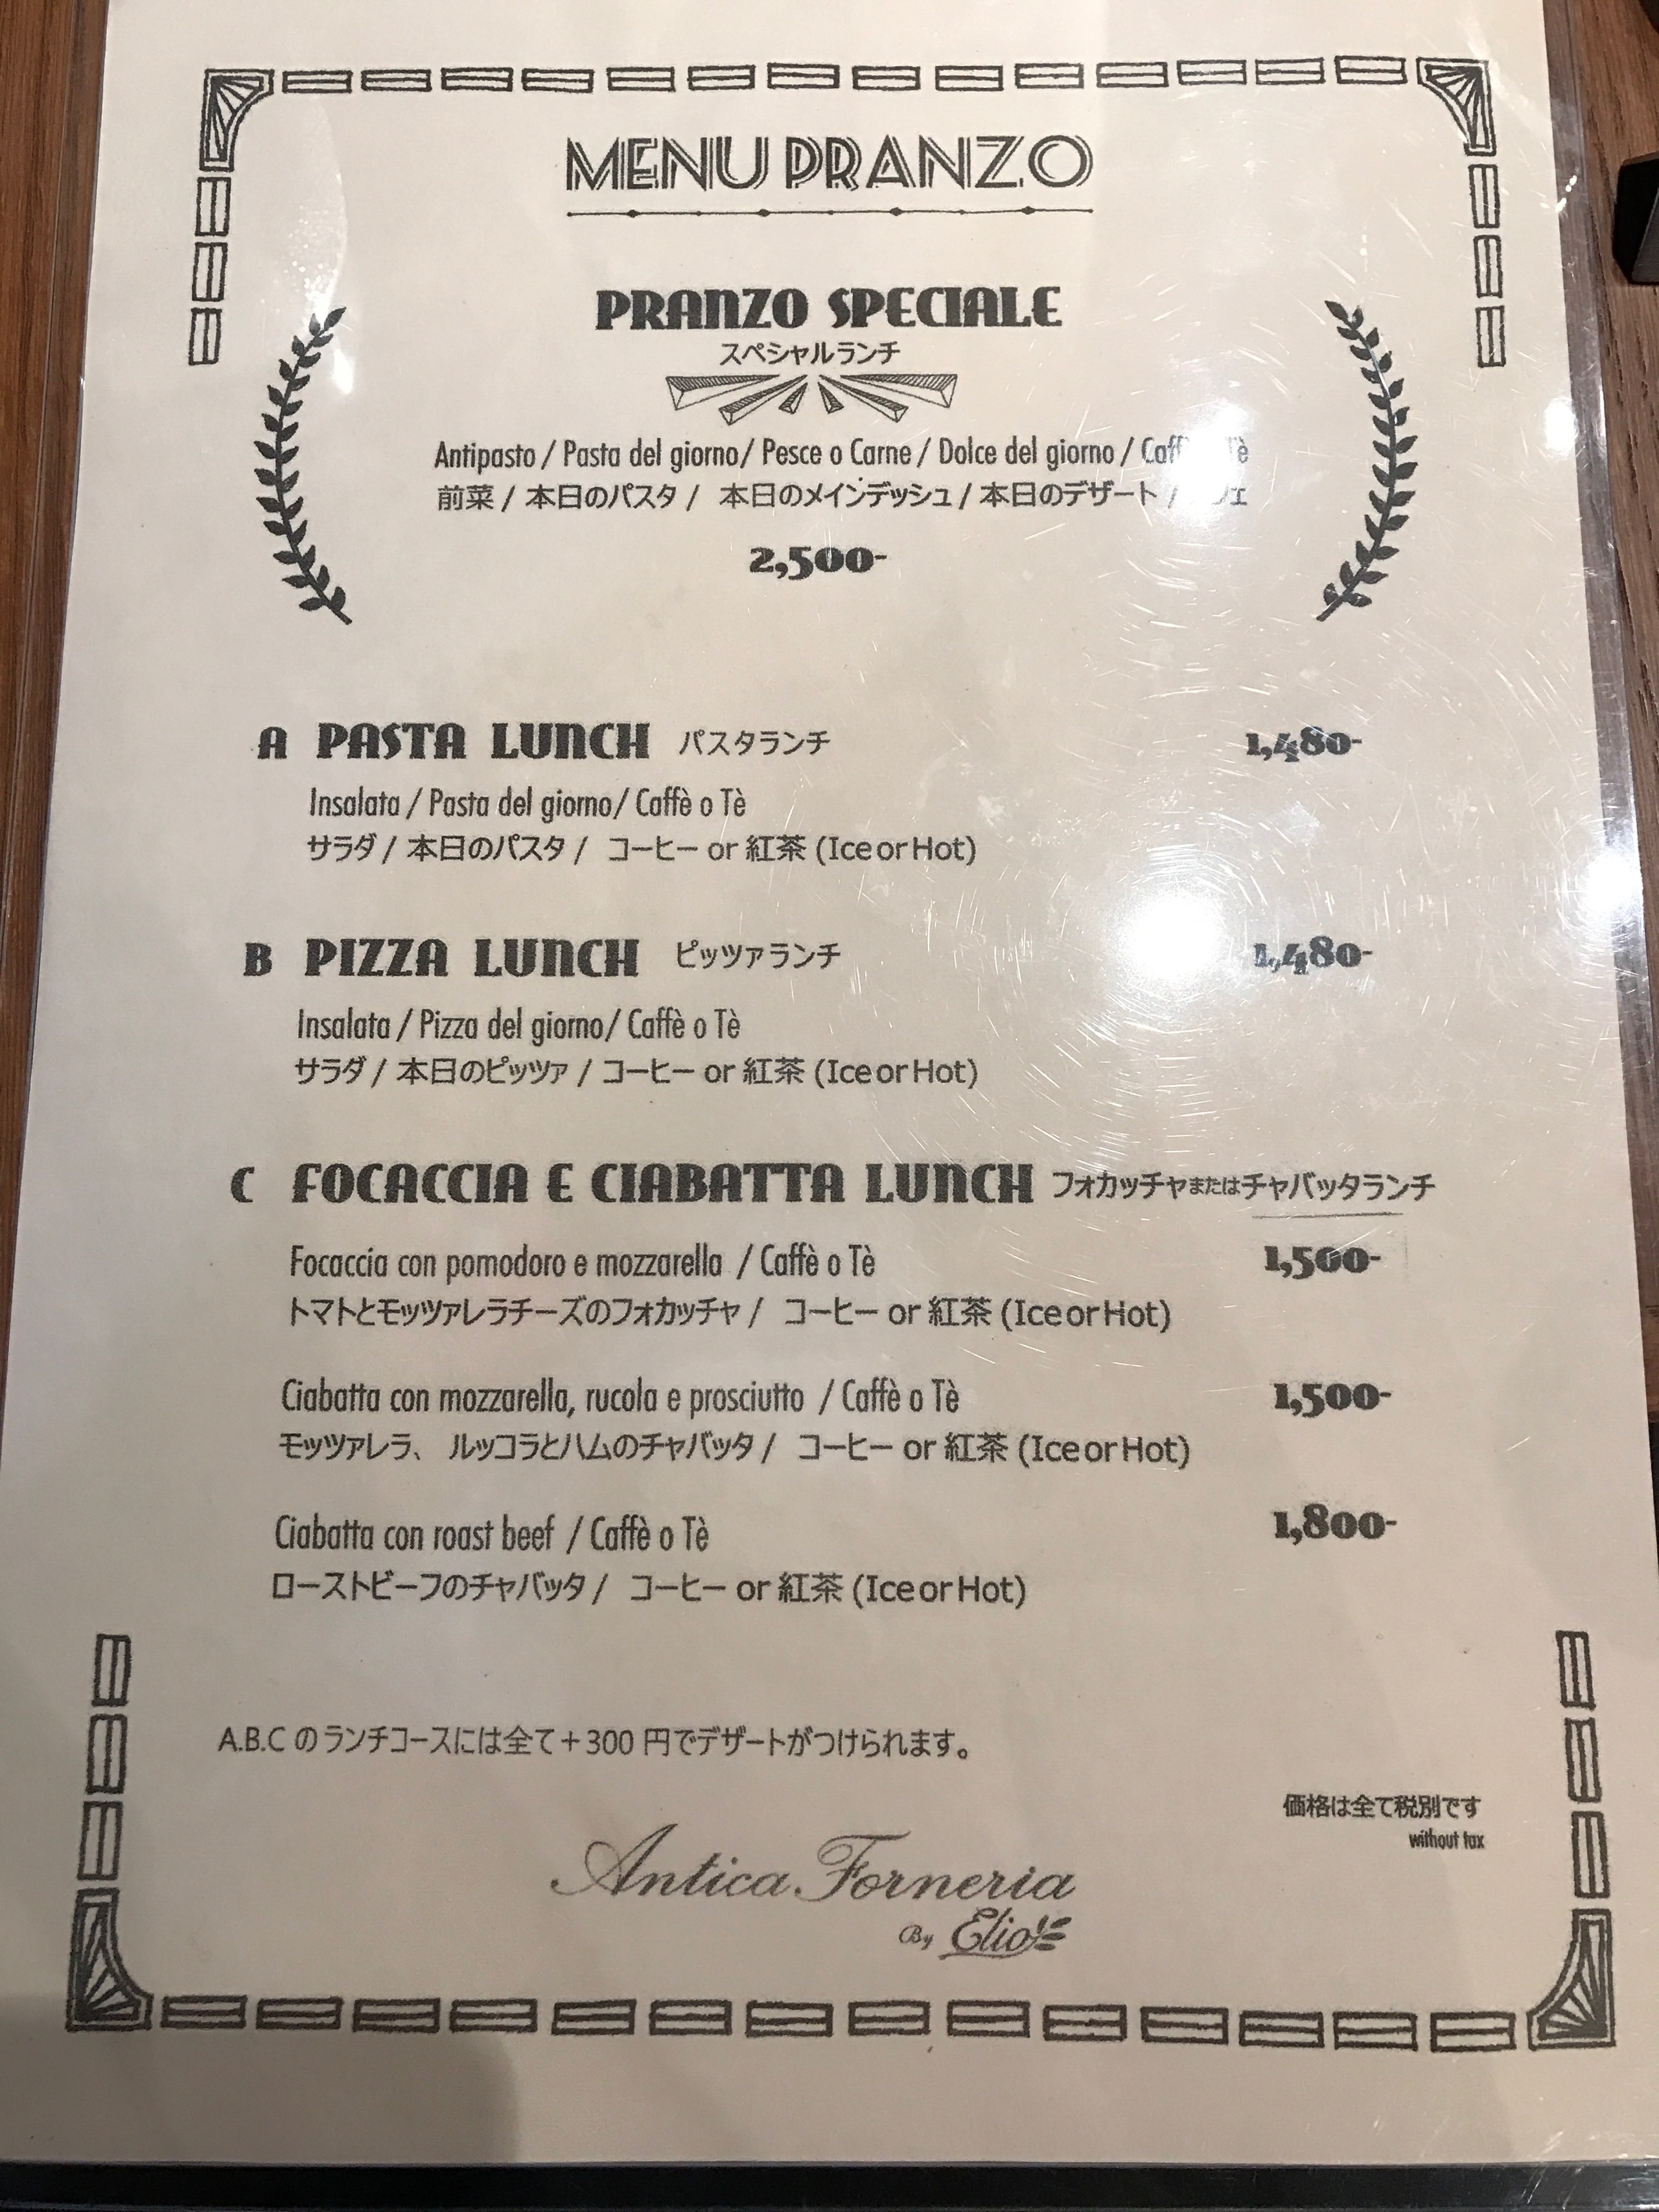 MENU PRANZO
PRANZO SPECIALE
スペシャルランチ
Antipasto / Pasta del giorno/ Pesce o Carne / Dolce del giorno /
前菜 / 本日のパスタ / 本日のメインデッシュ / 本日のデザート /
2,500-
A PASTA LUNCH パスタランチ 1,480-
Insalata / Pasta del giorno/ Caffè o Tè
サラダ / 本日のパスタ / コーヒー or 紅茶 (Ice or Hot)
B PIZZA LUNCH ピッツァランチ 1,480-
Insalata / Pizza del giorno/ Caffè o Tè
サラダ / 本日のピッツァ / コーヒー or 紅茶 (Ice or Hot)
C FOCACCIA E CIABATTA LUNCH フォカッチャまたはチャバッタランチ
Focaccia con pomodoro e mozzarella / Caffè o Tè 1,500-
トマトとモッツァレラチーズのフォカッチャ / コーヒー or 紅茶 (Ice or Hot)
Ciabatta con mozzarella, rucola e prosciutto / Caffè o Tè 1,500-
モッツァレラ、 ルッコラとハムのチャバッタ / コーヒー or 紅茶 (Ice or Hot)
Ciabatta con roast beef / Caffè o Tè 1,800-
ローストビーフのチャバッタ / コーヒー or 紅茶 (Ice or Hot)
A.B.C のランチコースには全て＋300 円でデザートがつけられます。
価格は全て税別です
without tax
Antica Forneria
By Elio